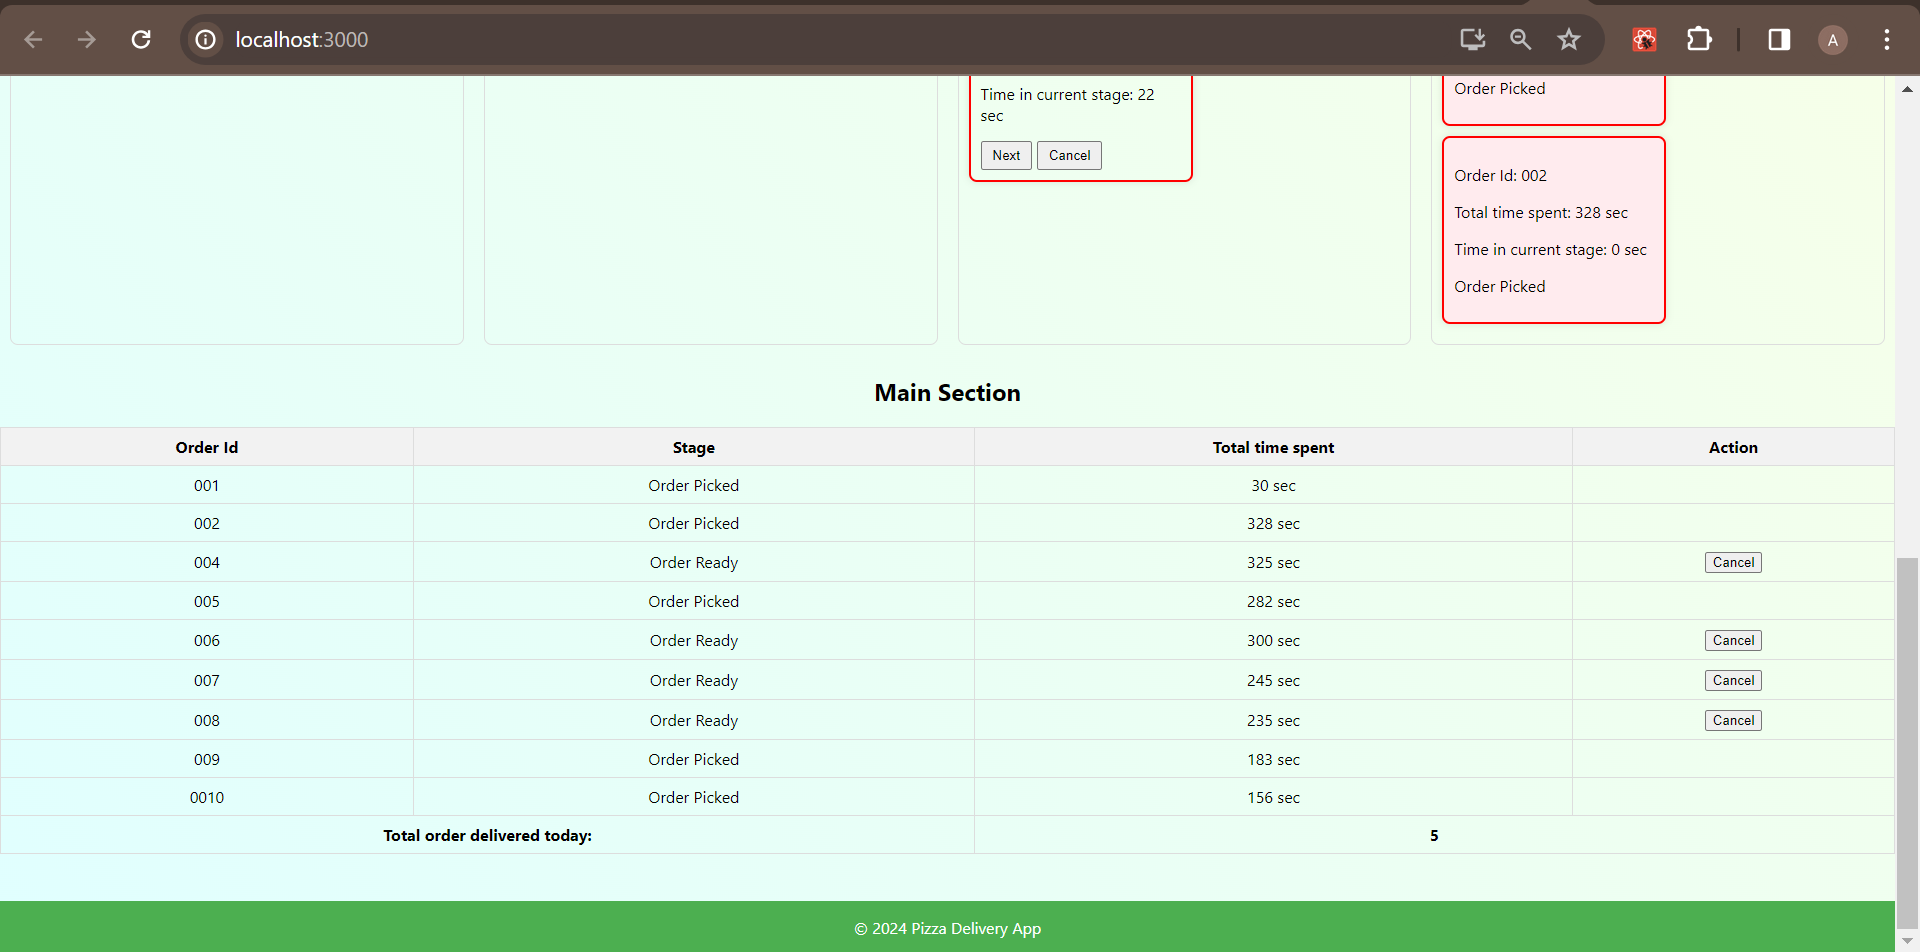 localhost:3000
A
Time in current stage: 22
sec
Next Cancel
Order Picked
Order Id: 002
Total time spent: 328 sec
Time in current stage: 0 sec
Order Picked
Main Section
Order Id Stage Total time spent Action
001 Order Picked 30 sec
002 Order Picked 328 sec
004 Order Ready 325 sec Cancel
005 Order Picked 282 sec
006 Order Ready 300 sec Cancel
007 Order Ready 245 sec Cancel
008 Order Ready 235 sec Cancel
009 Order Picked 183 sec
0010 Order Picked 156 sec
Total order delivered today: 5
© 2024 Pizza Delivery App